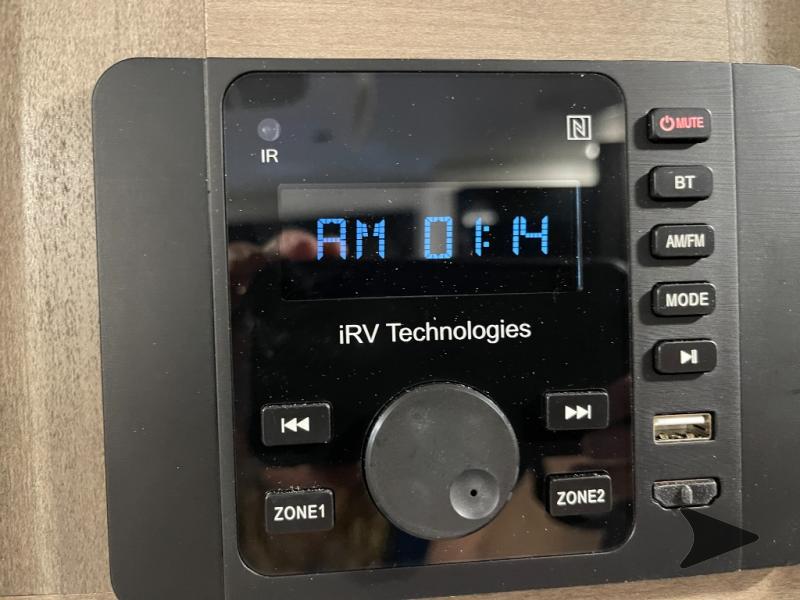 MUTE
IR
BT
AM 01:14
AM/FM
MODE
iRV Technologies
ZONE1
ZONE2